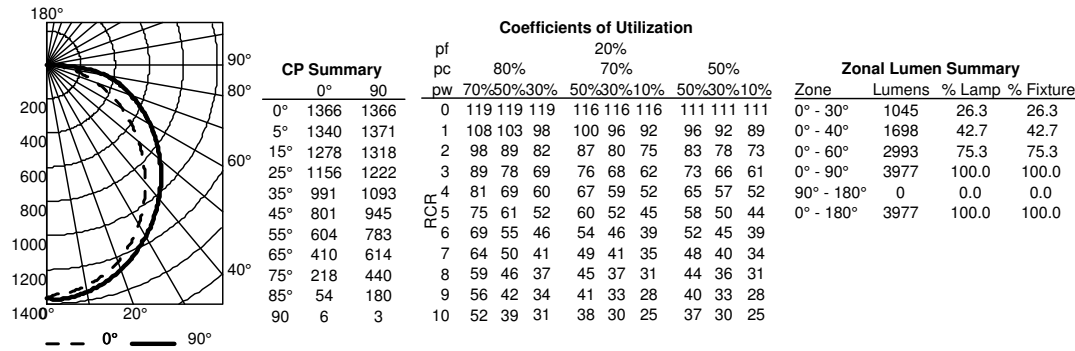 180°
90°
80°
60°
40°
200
400
600
800
1000
1200
1400
0°
20°
0° 90°
CP Summary
0° 90
0° 1366 1366
5° 1340 1371
15° 1278 1318
25° 1156 1222
35° 991 1093
45° 801 945
55° 604 783
65° 410 614
75° 218 440
85° 54 180
90 6 3
Coefficients of Utilization
pf 20%
pc 80% 70% 50%
pw 70%50%30% 50%30%10% 50%30%10%
RCR
0 119 119 119 116 116 116 111 111 111
1 108 103 98 100 96 92 96 92 89
2 98 89 82 87 80 75 83 78 73
3 89 78 69 76 68 62 73 66 61
4 81 69 60 67 59 52 65 57 52
5 75 61 52 60 52 45 58 50 44
6 69 55 46 54 46 39 52 45 39
7 64 50 41 49 41 35 48 40 34
8 59 46 37 45 37 31 44 36 31
9 56 42 34 41 33 28 40 33 28
10 52 39 31 38 30 25 37 30 25
Zonal Lumen Summary
Zone Lumens % Lamp % Fixture
0° - 30° 1045 26.3 26.3
0° - 40° 1698 42.7 42.7
0° - 60° 2993 75.3 75.3
0° - 90° 3977 100.0 100.0
90° - 180° 0 0.0 0.0
0° - 180° 3977 100.0 100.0